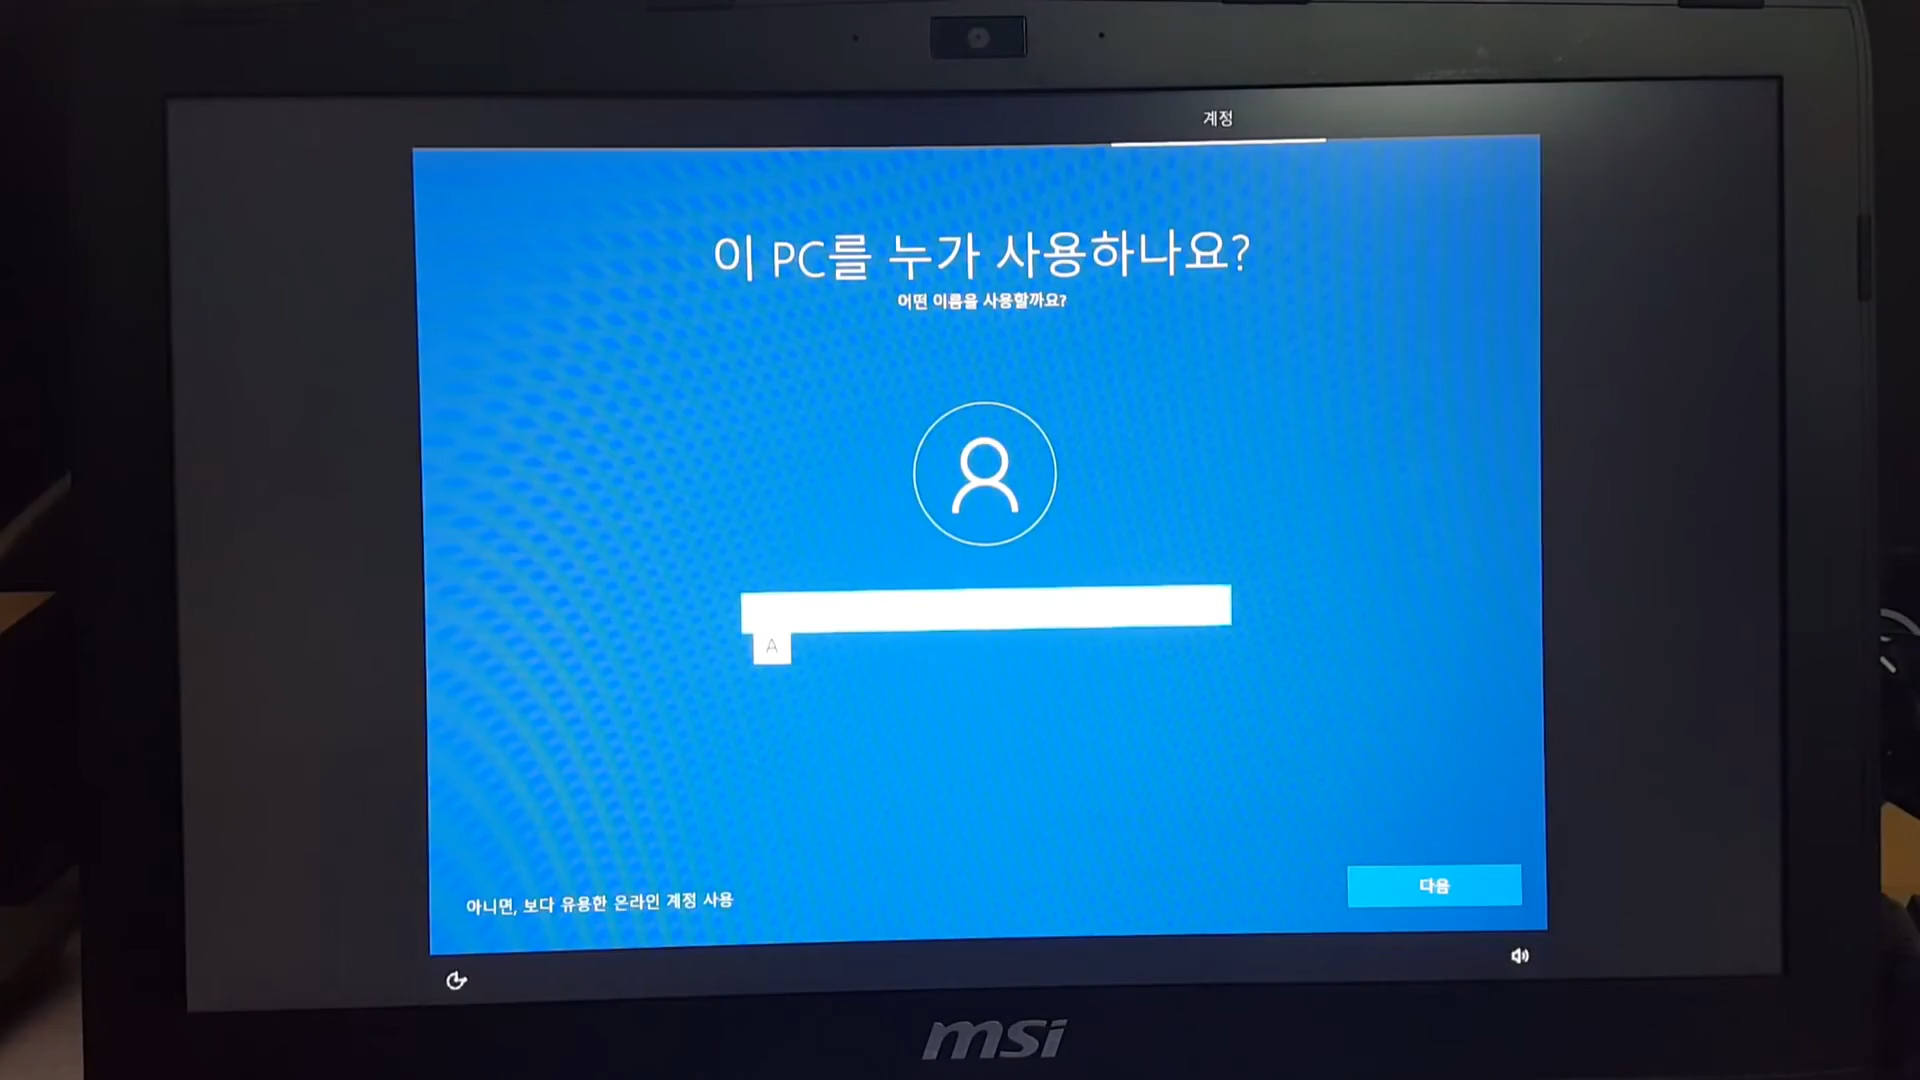 계정
이 PC를 누가 사용하나요?
어떤 이름을 사용할까요?
A
아니면, 보다 유용한 온라인 계정 사용
다음
msi